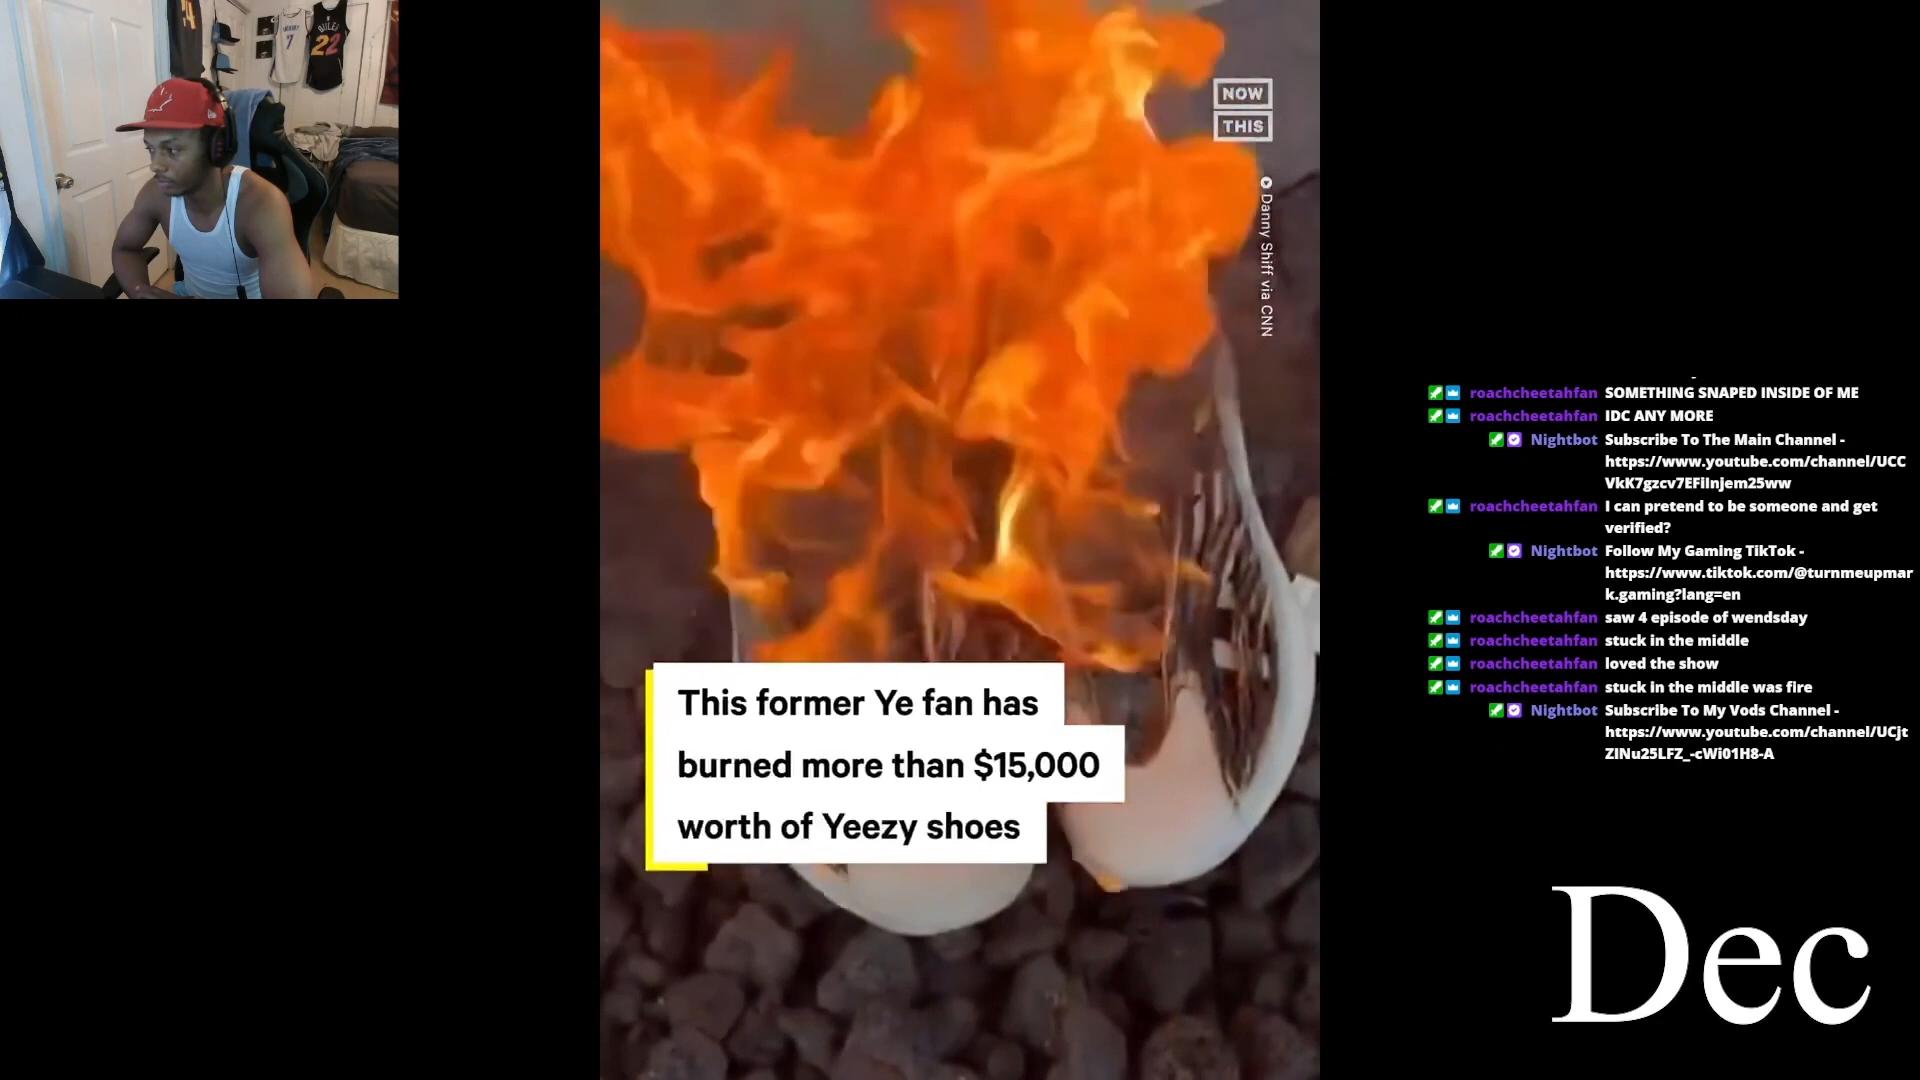 22
7
NOW
THIS
Danny Shiff via CNN
This former Ye fan has
burned more than $15,000
worth of Yeezy shoes
roachcheetahfan SOMETHING SNAPED INSIDE OF ME
roachcheetahfan IDC ANY MORE
Nightbot Subscribe To The Main Channel -
https://www.youtube.com/channel/UCC
VkK7gzcv7EFiInjem25ww
roachcheetahfan I can pretend to be someone and get
verified?
Nightbot Follow My Gaming TikTok -
https://www.tiktok.com/@turnmeupmar
k.gaming?lang=en
roachcheetahfan saw 4 episode of wendsday
roachcheetahfan stuck in the middle
roachcheetahfan loved the show
roachcheetahfan stuck in the middle was fire
Nightbot Subscribe To My Vods Channel -
https://www.youtube.com/channel/UCjt
ZINu25LFZ_-cWi01H8-A
Dec